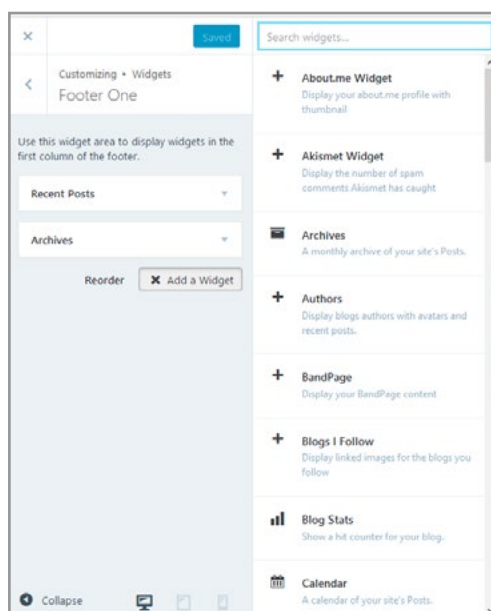 Saved
Customizing • Widgets
Footer One
Use this widget area to display widgets in the
first column of the footer.
Recent Posts
Archives
Reorder
Add a Widget
Collapse
Search widgets...
About.me Widget
Display your about.me profile with
thumbnail
Akismet Widget
Display the number of spam
comments Akismet has caught
Archives
A monthly archive of your site's Posts.
Authors
Display blogs authors with avatars and
recent posts.
BandPage
Display your BandPage content
Blogs I Follow
Display linked images for the blogs you
follow
Blog Stats
Show a hit counter for your blog.
Calendar
A calendar of your site's Posts.